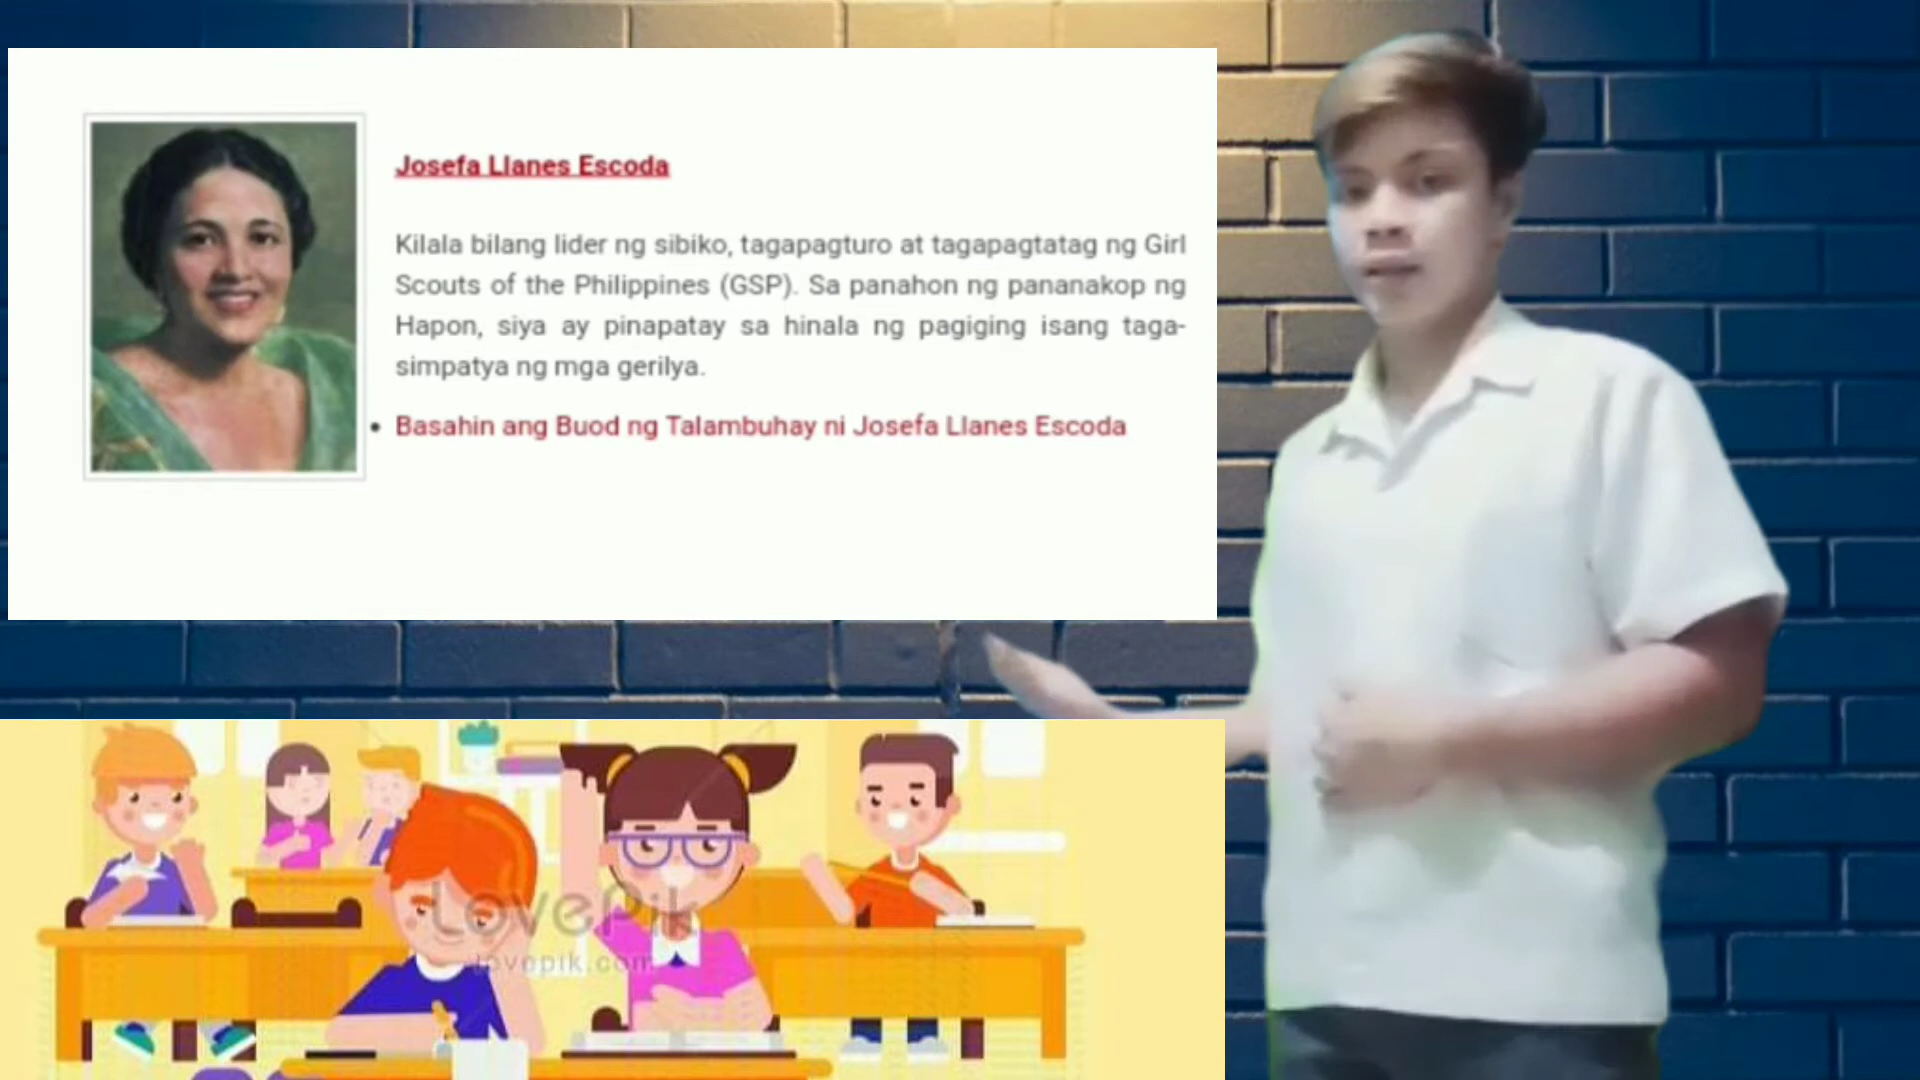 Josefa Llanes Escoda
Kilala bilang lider ng sibiko, tagapagturo at tagapagtatag ng Girl
Scouts of the Philippines (GSP). Sa panahon ng pananakop ng
Hapon, siya ay pinapatay sa hinala ng pagiging isang taga-
simpatya ng mga gerilya.
• Basahin ang Buod ng Talambuhay ni Josefa Llanes Escoda
LovePik
lovepik.com